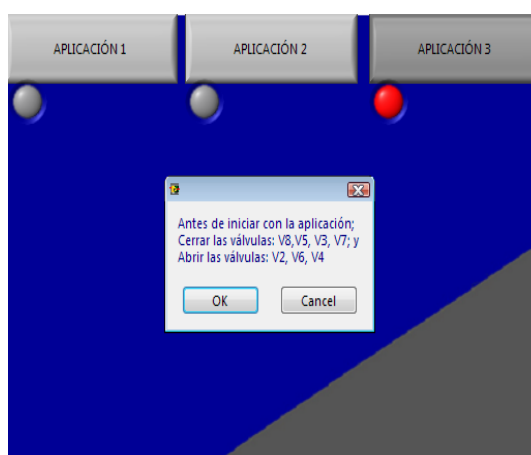 APLICACIÓN 1
APLICACIÓN 2
APLICACIÓN 3
Antes de iniciar con la aplicación;
Cerrar las válvulas: V8,V5, V3, V7; y
Abrir las válvulas: V2, V6, V4
OK
Cancel